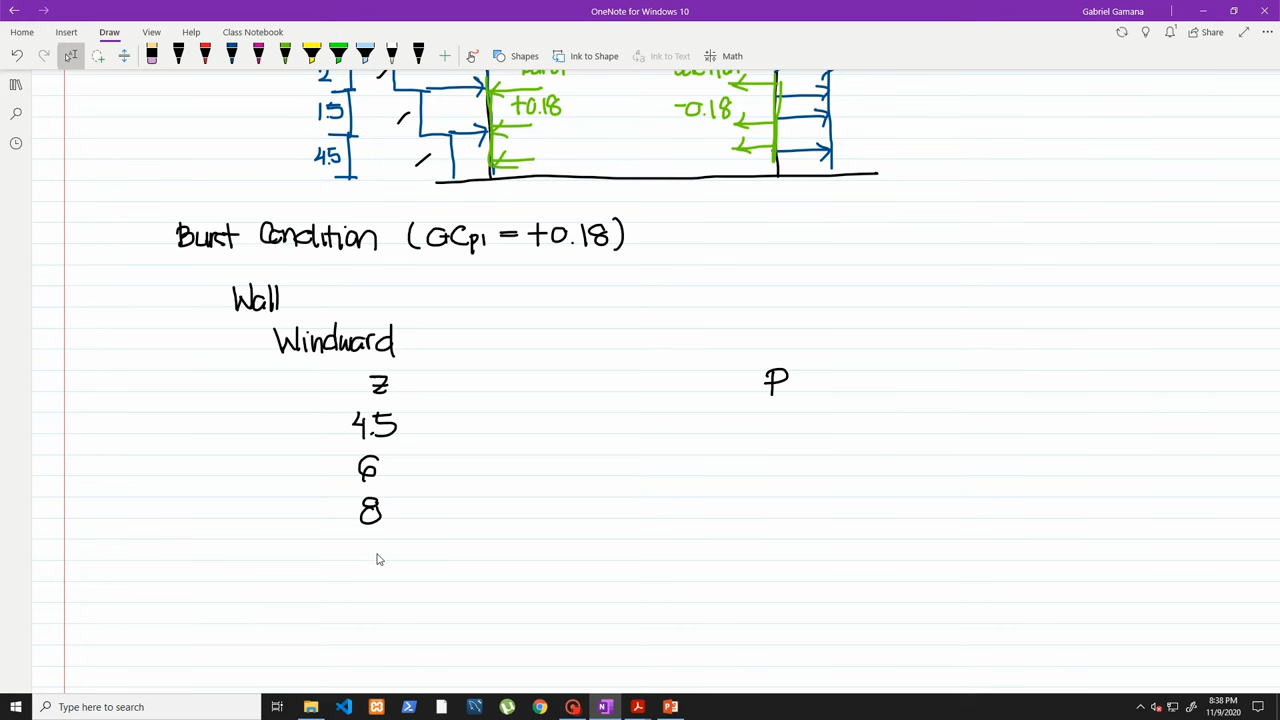 OneNote for Windows 10
Gabriel Gamana
Home Insert Draw View Help Class Notebook
Share
Shapes Ink to Shape Ink to Text Math
2
1.5
4.5
+0.18
-0.18
Burst Condition (GCpi = +0.18)
Wall
Windward
z P
4.5
6
8
Type here to search
8:38 PM
11/9/2020